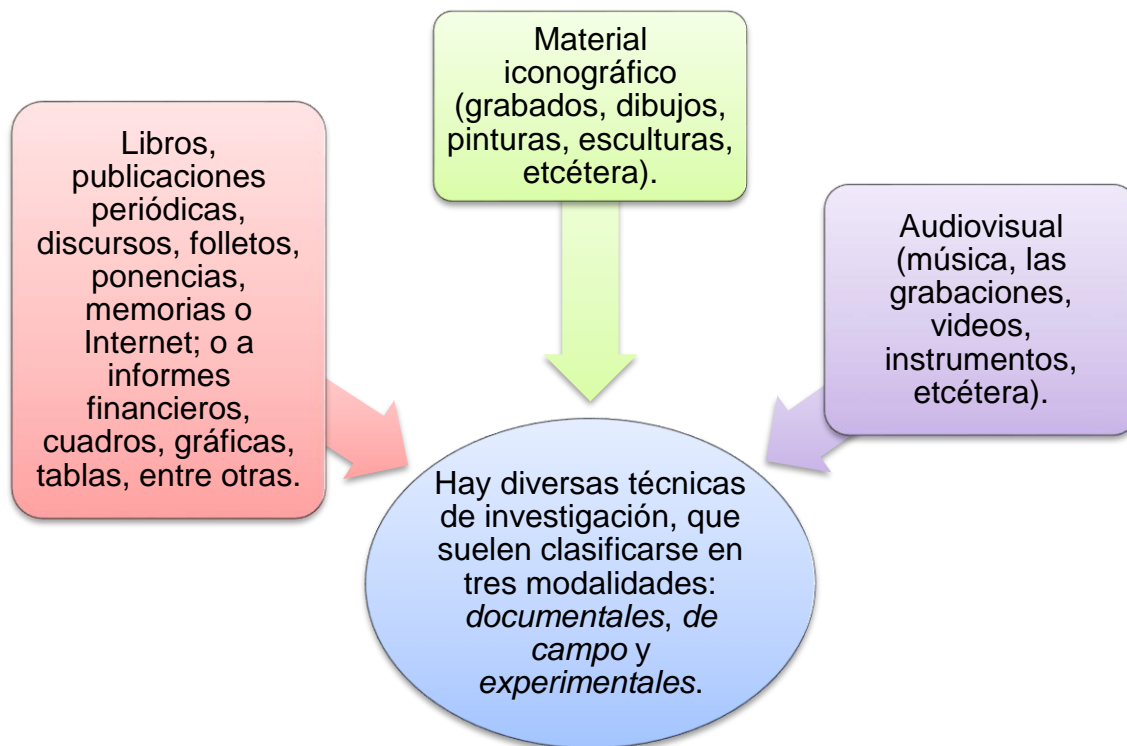 Libros,
publicaciones
periódicas,
discursos, folletos,
ponencias,
memorias o
Internet; o a
informes
financieros,
cuadros, gráficas,
tablas, entre otras.
Material
iconográfico
(grabados, dibujos,
pinturas, esculturas,
etcétera).
Audiovisual
(música, las
grabaciones,
videos,
instrumentos,
etcétera).
Hay diversas técnicas
de investigación, que
suelen clasificarse en
tres modalidades:
documentales, de
campo y
experimentales.